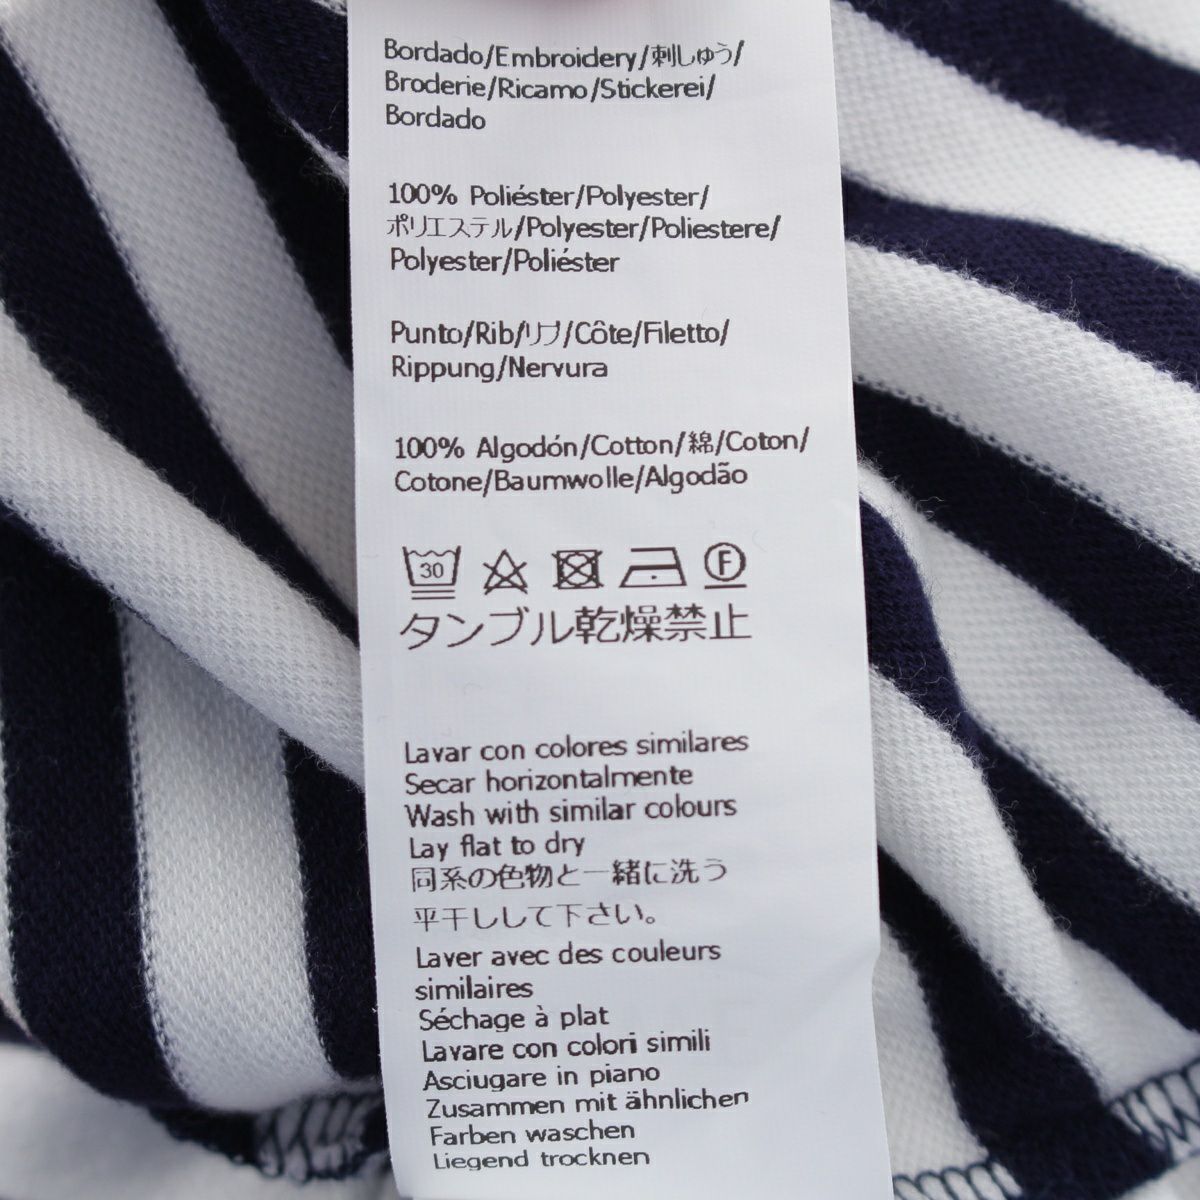 Bordado/Embroidery/刺しゅう/
Broderie/Ricamo/Stickerei/
Bordado
100% Poliéster/Polyester/
ポリエステル/Polyester/Poliestere/
Polyester/Poliéster
Punto/Rib/リブ/Côte/Filetto/
Rippung/Nervura
100% Algodón/Cotton/綿/Coton/
Cotone/Baumwolle/Algodão
30 F
タンブル乾燥禁止
Lavar con colores similares
Secar horizontalmente
Wash with similar colours
Lay flat to dry
同系の色物と一緒に洗う
平干しして下さい。
Laver avec des couleurs
similaires
Séchage à plat
Lavare con colori simili
Asciugare in piano
Zusammen mit ähnlichen
Farben waschen
Liegend trocknen